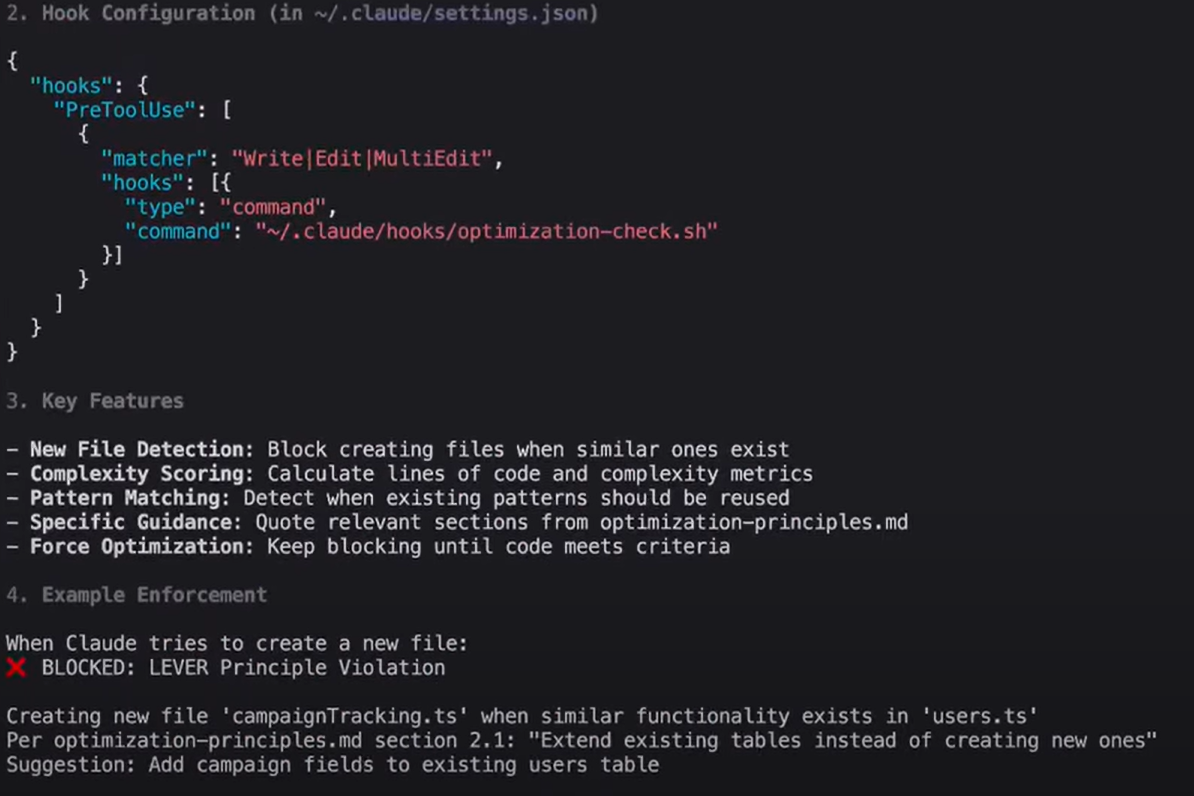 2. Hook Configuration (in ~/.claude/settings.json)
{
  "hooks": {
    "PreToolUse": [
      {
        "matcher": "Write|Edit|MultiEdit",
        "hooks": [{
          "type": "command",
          "command": "~/.claude/hooks/optimization-check.sh"
        }]
      }
    ]
  }
}
3. Key Features
- New File Detection: Block creating files when similar ones exist
- Complexity Scoring: Calculate lines of code and complexity metrics
- Pattern Matching: Detect when existing patterns should be reused
- Specific Guidance: Quote relevant sections from optimization-principles.md
- Force Optimization: Keep blocking until code meets criteria
4. Example Enforcement
When Claude tries to create a new file:
❌ BLOCKED: LEVER Principle Violation
Creating new file 'campaignTracking.ts' when similar functionality exists in 'users.ts'
Per optimization-principles.md section 2.1: "Extend existing tables instead of creating new ones"
Suggestion: Add campaign fields to existing users table